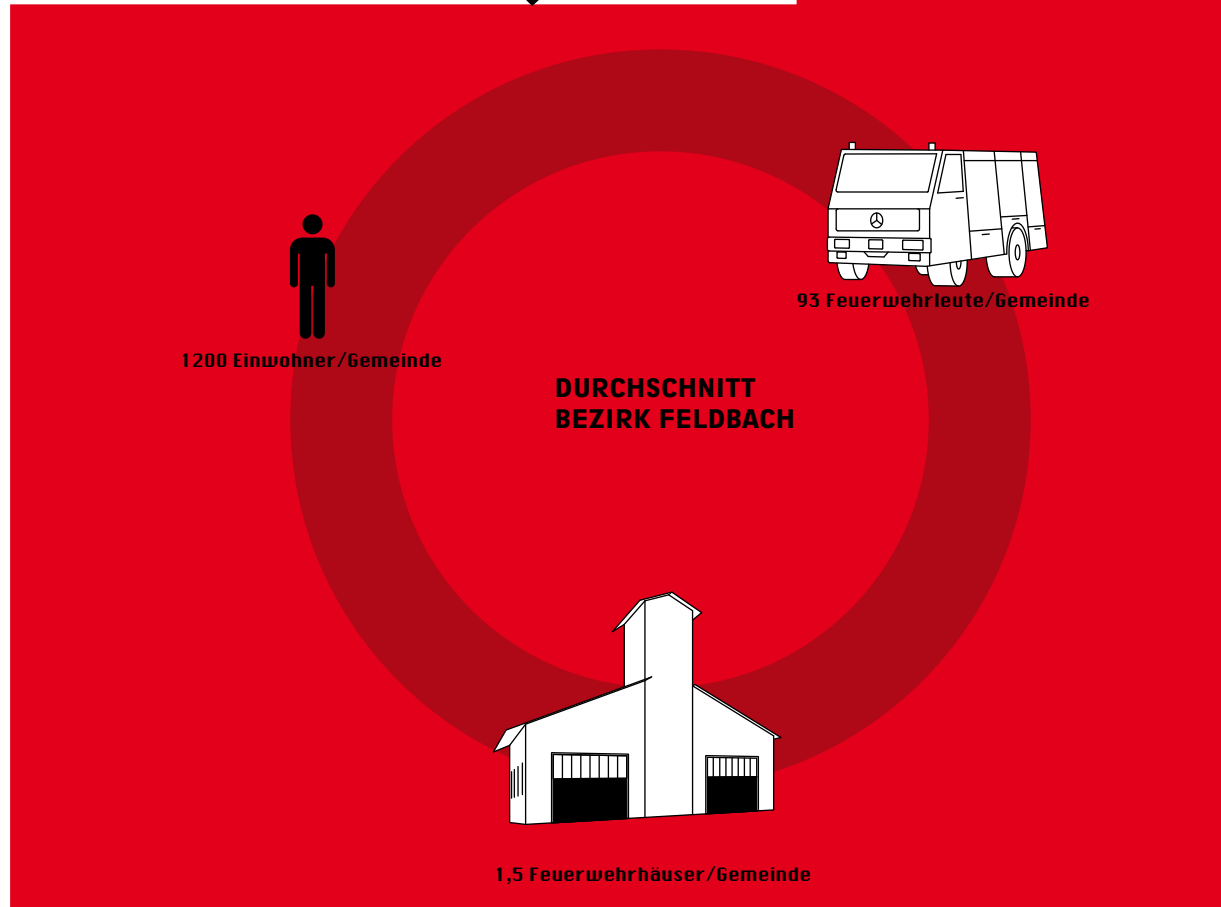 93 Feuerwehrleute/Gemeinde
1200 Einwohner/Gemeinde
DURCHSCHNITT
BEZIRK FELDBACH
1,5 Feuerwehrhäuser/Gemeinde